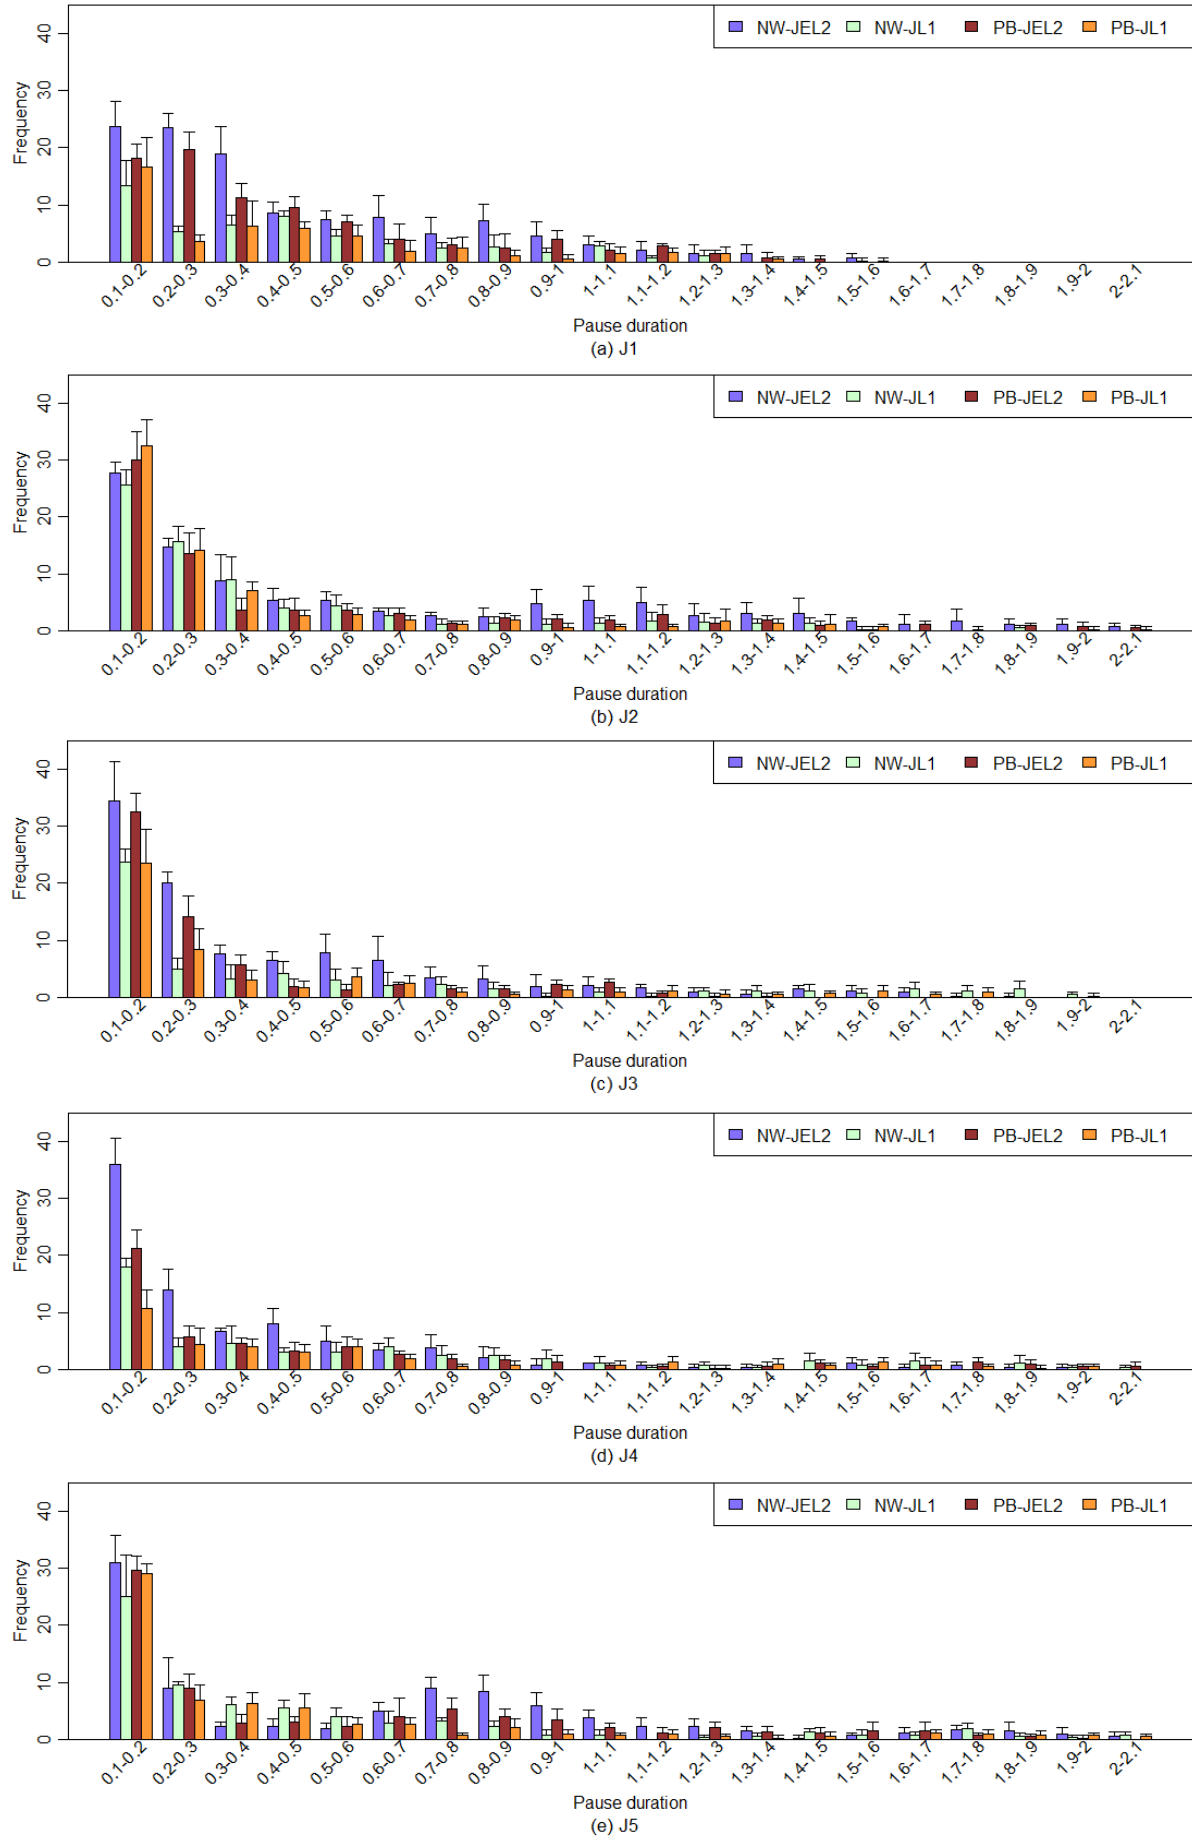 NW-JEL2 NW-JL1 PB-JEL2 PB-JL1
Frequency
0 10 20 30 40
0.1-0.2 0.2-0.3 0.3-0.4 0.4-0.5 0.5-0.6 0.6-0.7 0.7-0.8 0.8-0.9 0.9-1 1-1.1 1.1-1.2 1.2-1.3 1.3-1.4 1.4-1.5 1.5-1.6 1.6-1.7 1.7-1.8 1.8-1.9 1.9-2 2-2.1
Pause duration
(a) J1
NW-JEL2 NW-JL1 PB-JEL2 PB-JL1
Frequency
0 10 20 30 40
0.1-0.2 0.2-0.3 0.3-0.4 0.4-0.5 0.5-0.6 0.6-0.7 0.7-0.8 0.8-0.9 0.9-1 1-1.1 1.1-1.2 1.2-1.3 1.3-1.4 1.4-1.5 1.5-1.6 1.6-1.7 1.7-1.8 1.8-1.9 1.9-2 2-2.1
Pause duration
(b) J2
NW-JEL2 NW-JL1 PB-JEL2 PB-JL1
Frequency
0 10 20 30 40
0.1-0.2 0.2-0.3 0.3-0.4 0.4-0.5 0.5-0.6 0.6-0.7 0.7-0.8 0.8-0.9 0.9-1 1-1.1 1.1-1.2 1.2-1.3 1.3-1.4 1.4-1.5 1.5-1.6 1.6-1.7 1.7-1.8 1.8-1.9 1.9-2 2-2.1
Pause duration
(c) J3
NW-JEL2 NW-JL1 PB-JEL2 PB-JL1
Frequency
0 10 20 30 40
0.1-0.2 0.2-0.3 0.3-0.4 0.4-0.5 0.5-0.6 0.6-0.7 0.7-0.8 0.8-0.9 0.9-1 1-1.1 1.1-1.2 1.2-1.3 1.3-1.4 1.4-1.5 1.5-1.6 1.6-1.7 1.7-1.8 1.8-1.9 1.9-2 2-2.1
Pause duration
(d) J4
NW-JEL2 NW-JL1 PB-JEL2 PB-JL1
Frequency
0 10 20 30 40
0.1-0.2 0.2-0.3 0.3-0.4 0.4-0.5 0.5-0.6 0.6-0.7 0.7-0.8 0.8-0.9 0.9-1 1-1.1 1.1-1.2 1.2-1.3 1.3-1.4 1.4-1.5 1.5-1.6 1.6-1.7 1.7-1.8 1.8-1.9 1.9-2 2-2.1
Pause duration
(e) J5